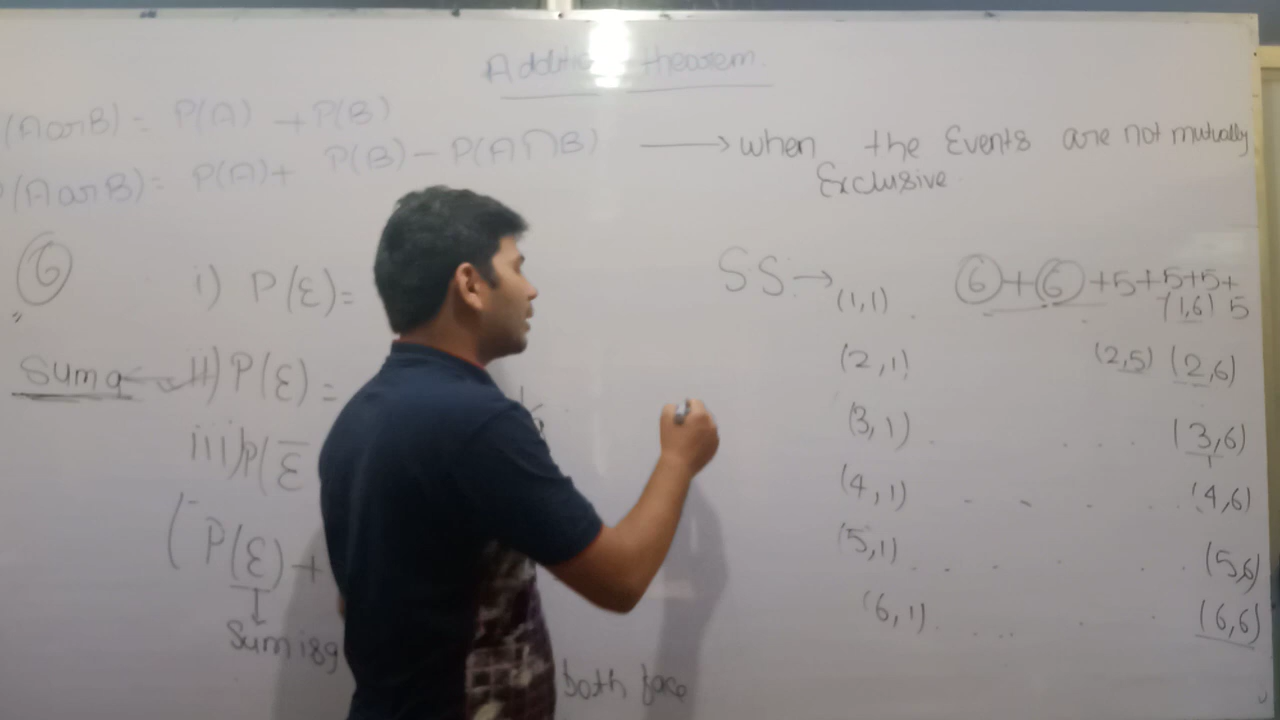 Addition theorem
(A or B) = P(A) + P(B)
P(A or B) = P(A) + P(B) - P(A∩B) → when the Events are not mutually
Exclusive
6
i) P(E) =
SS → (1,1) 6 + 6 + 5 + 5 + 5 +
(1,6) 5
Sum 9 ← ii) P(E) =
(2,1) (2,5) (2,6)
iii) P(E̅
(3,1) . . . . (3,6)
(4,1) - - . . . (4,6)
(P(E) +
(5,1) . . . . . (5,6)
(6,1) . . . . (6,6)
Sum is 9
both face